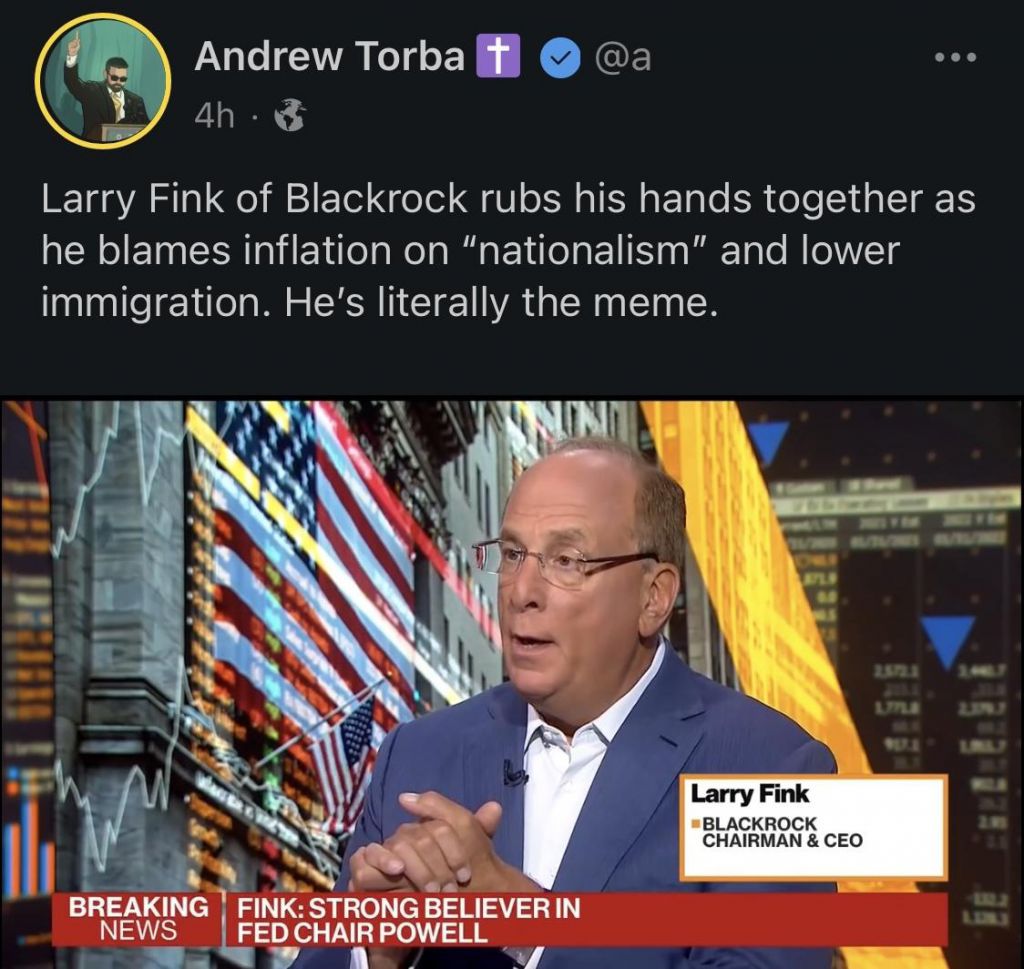 Andrew Torba @a
4h ·
Larry Fink of Blackrock rubs his hands together as
he blames inflation on “nationalism” and lower
immigration. He’s literally the meme.
Larry Fink
BLACKROCK
CHAIRMAN & CEO
BREAKING
NEWS
FINK: STRONG BELIEVER IN
FED CHAIR POWELL